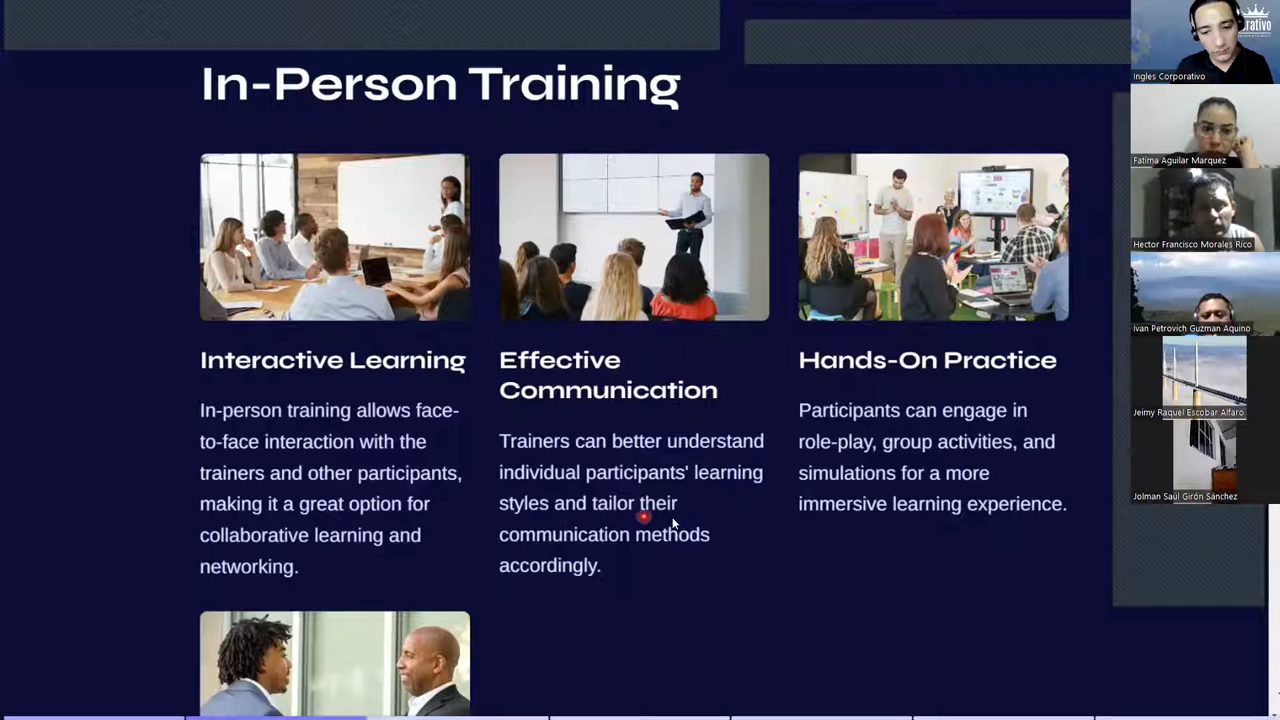 In-Person Training
Interactive Learning
In-person training allows face-
to-face interaction with the
trainers and other participants,
making it a great option for
collaborative learning and
networking.
Effective
Communication
Trainers can better understand
individual participants' learning
styles and tailor their
communication methods
accordingly.
Hands-On Practice
Participants can engage in
role-play, group activities, and
simulations for a more
immersive learning experience.
Ingles Corporativo
Fatima Aguilar Marquez
Hector Francisco Morales Rico
Ivan Petrovich Guzman Aquino
Jeimy Raquel Escobar Alfaro
Jolman Saúl Girón Sánchez